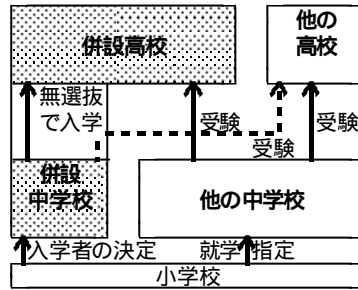 併設高校
他の
高校
無選抜
で入学
受験
受験
受験
併設
中学校
他の中学校
入学者の決定
就学 指定
小学校